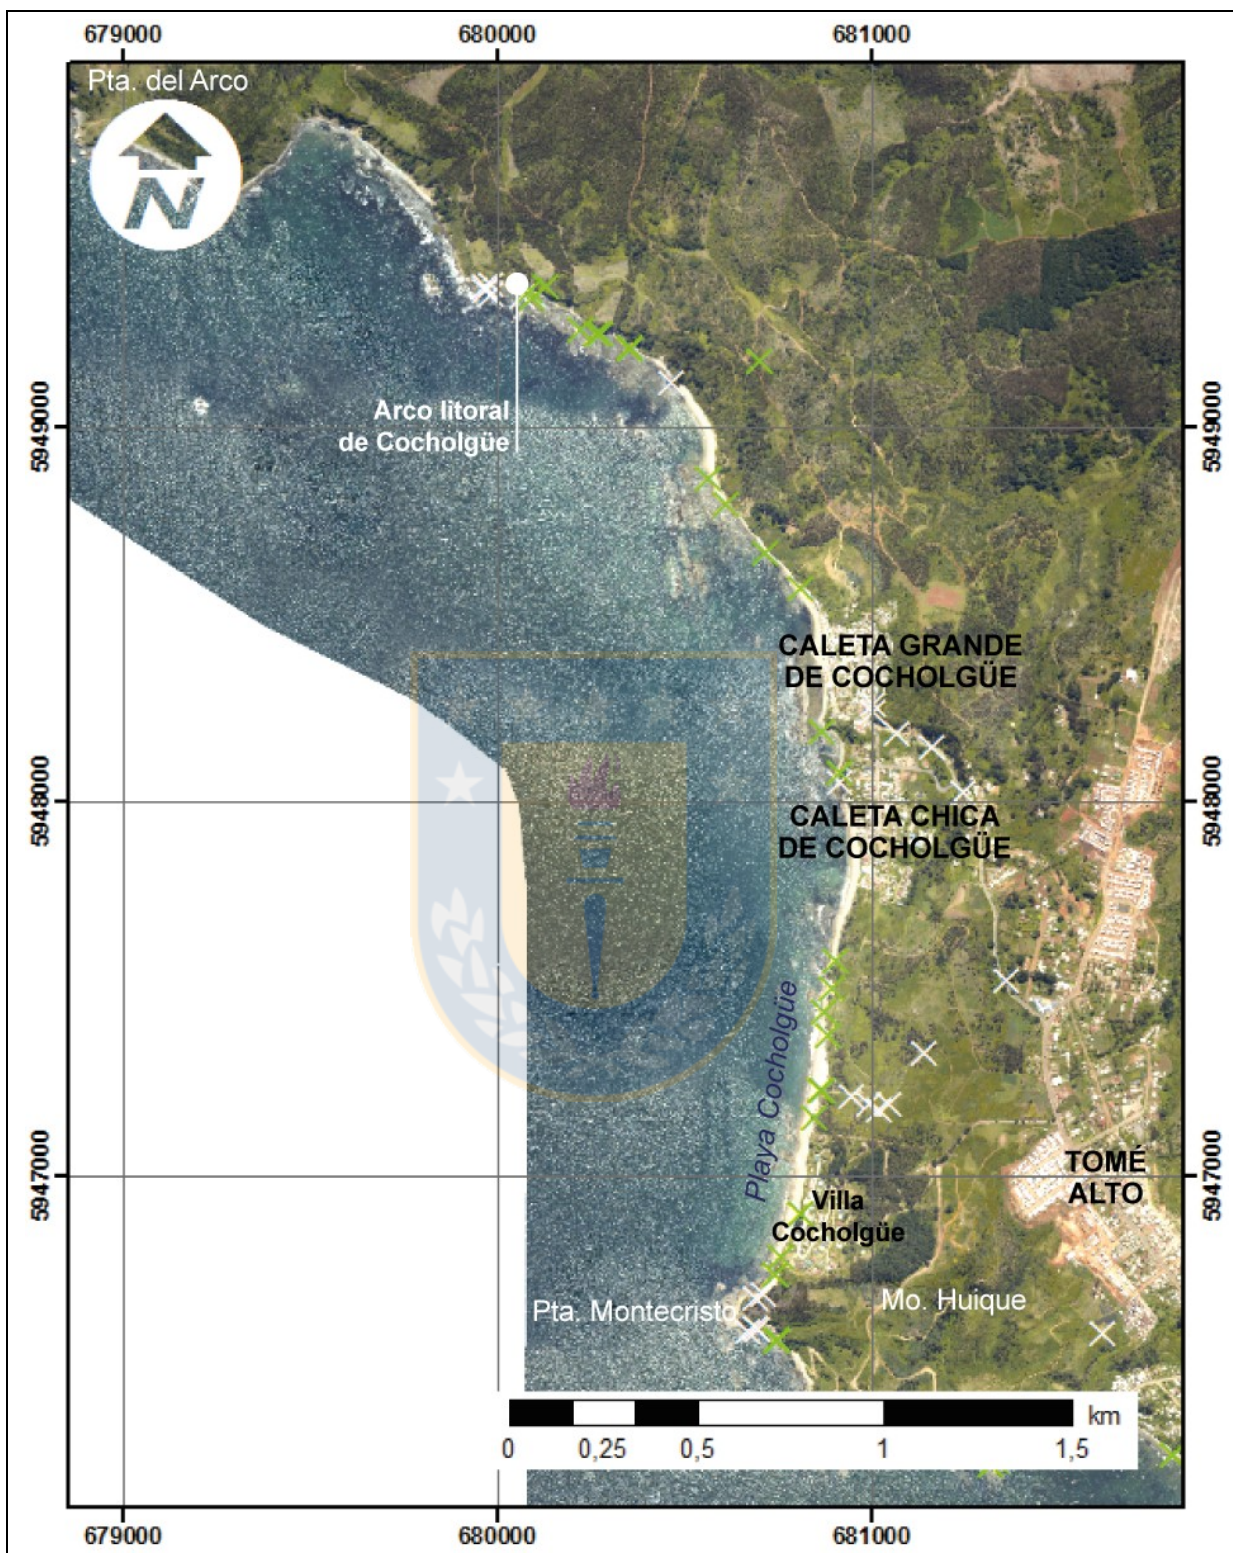 679000
680000
681000
Pta. del Arco
N
Arco litoral
de Cocholgüe
5949000
5949000
CALETA GRANDE
DE COCHOLGÜE
5948000
5948000
CALETA CHICA
DE COCHOLGÜE
Playa Cocholgüe
5947000
5947000
TOMÉ
ALTO
Villa
Cocholgüe
Pta. Montecristo
Mo. Huique
km
0
0,25
0,5
1
1,5
679000
680000
681000